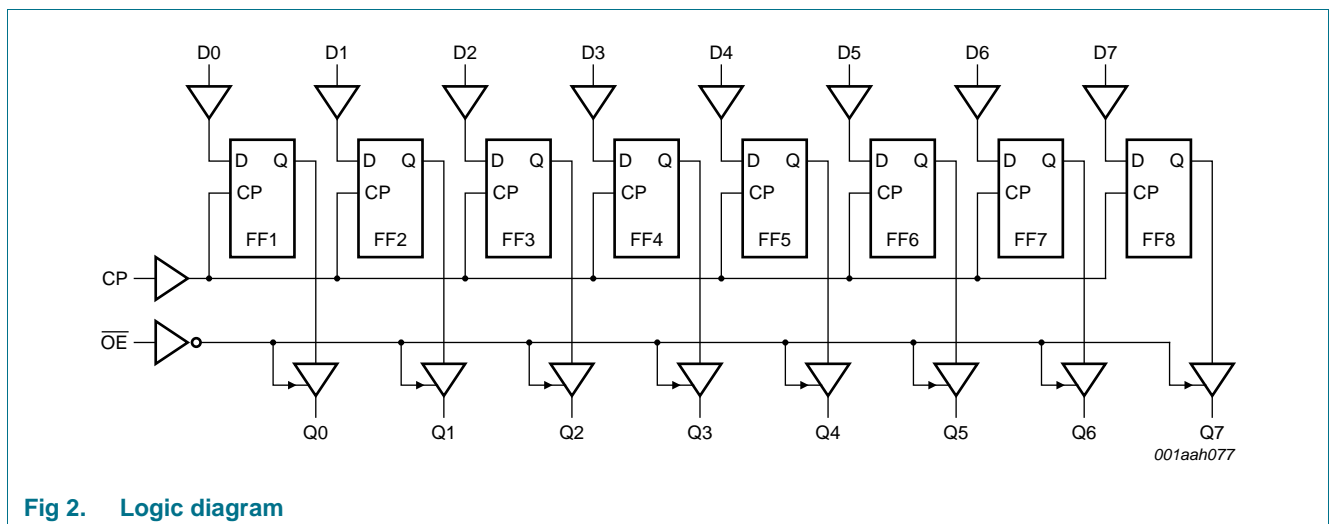 D0 D1 D2 D3 D4 D5 D6 D7
D Q D Q D Q D Q D Q D Q D Q D Q
CP CP CP CP CP CP CP CP
FF1 FF2 FF3 FF4 FF5 FF6 FF7 FF8
CP
O̅E̅
Q0 Q1 Q2 Q3 Q4 Q5 Q6 Q7
001aah077
Fig 2. Logic diagram